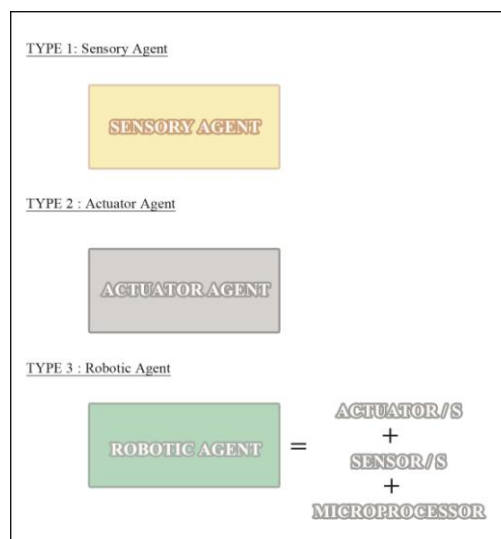 TYPE 1: Sensory Agent
SENSORY AGENT
TYPE 2 : Actuator Agent
ACTUATOR AGENT
TYPE 3 : Robotic Agent
ROBOTIC AGENT
=
ACTUATOR/S
+
SENSOR/S
+
MICROPROCESSOR